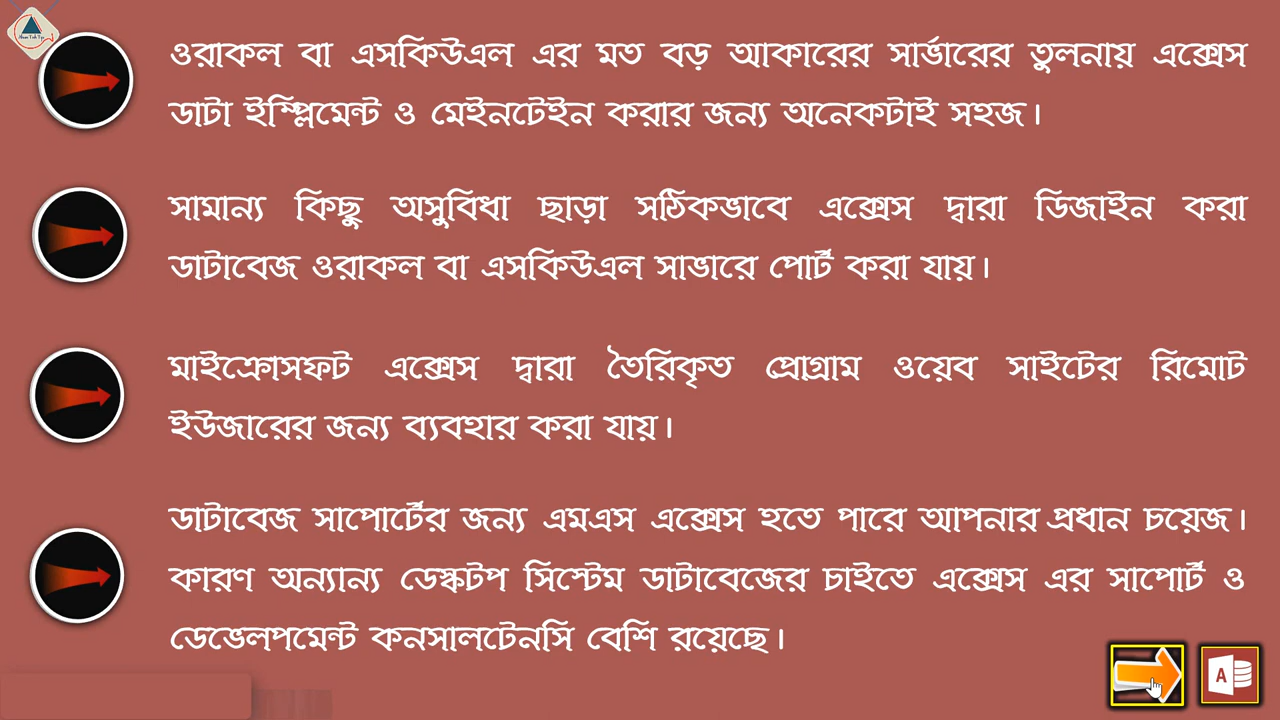 ওরাকল বা এসকিউএল এর মত বড় আকারের সার্ভারের তুলনায় এক্সেস
ডাটা ইম্প্লিমেন্ট ও মেইনটেইন করার জন্য অনেকটাই সহজ।
সামান্য কিছু অসুবিধা ছাড়া সঠিকভাবে এক্সেস দ্বারা ডিজাইন করা
ডাটাবেজ ওরাকল বা এসকিউএল সাভারে পোর্ট করা যায়।
মাইক্রোসফট এক্সেস দ্বারা তৈরিকৃত প্রোগ্রাম ওয়েব সাইটের রিমোট
ইউজারের জন্য ব্যবহার করা যায়।
ডাটাবেজ সাপোর্টের জন্য এমএস এক্সেস হতে পারে আপনার প্রধান চয়েজ।
কারণ অন্যান্য ডেস্কটপ সিস্টেম ডাটাবেজের চাইতে এক্সেস এর সাপোর্ট ও
ডেভেলপমেন্ট কনসালটেনসি বেশি রয়েছে।
A